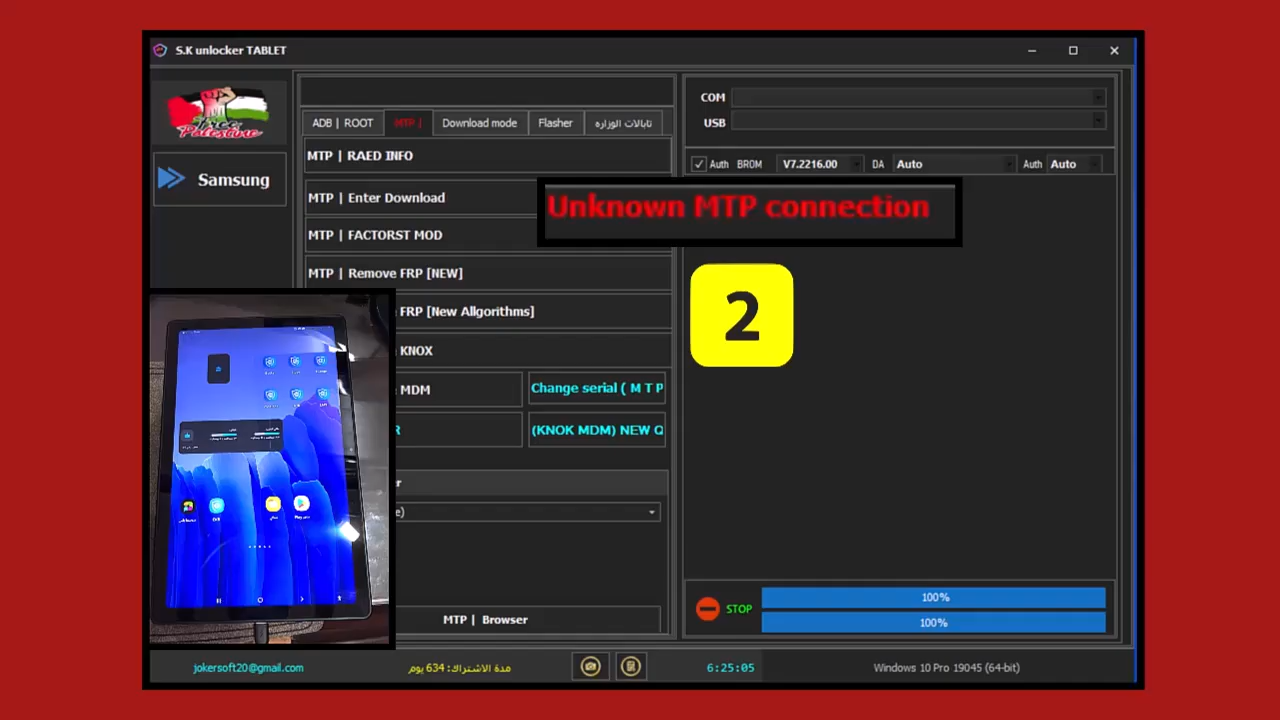 S.K unlocker TABLET
Free
Palestine
Samsung
ADB | ROOT
MTP |
Download mode
Flasher
تابالات الوزاره
MTP | RAED INFO
MTP | Enter Download
MTP | FACTORST MOD
MTP | Remove FRP [NEW]
FRP [New Allgorithms]
KNOX
MDM
Change serial ( M T P
R
(KNOK MDM) NEW Q
r
e)
MTP | Browser
COM
USB
Auth BROM V7.2216.00 DA Auto Auth Auto
Unknown MTP connection
2
STOP
100%
100%
jokersoft20@gmail.com
مدة الاشتراك: 634 يوم
6:25:05
Windows 10 Pro 19045 (64-bit)